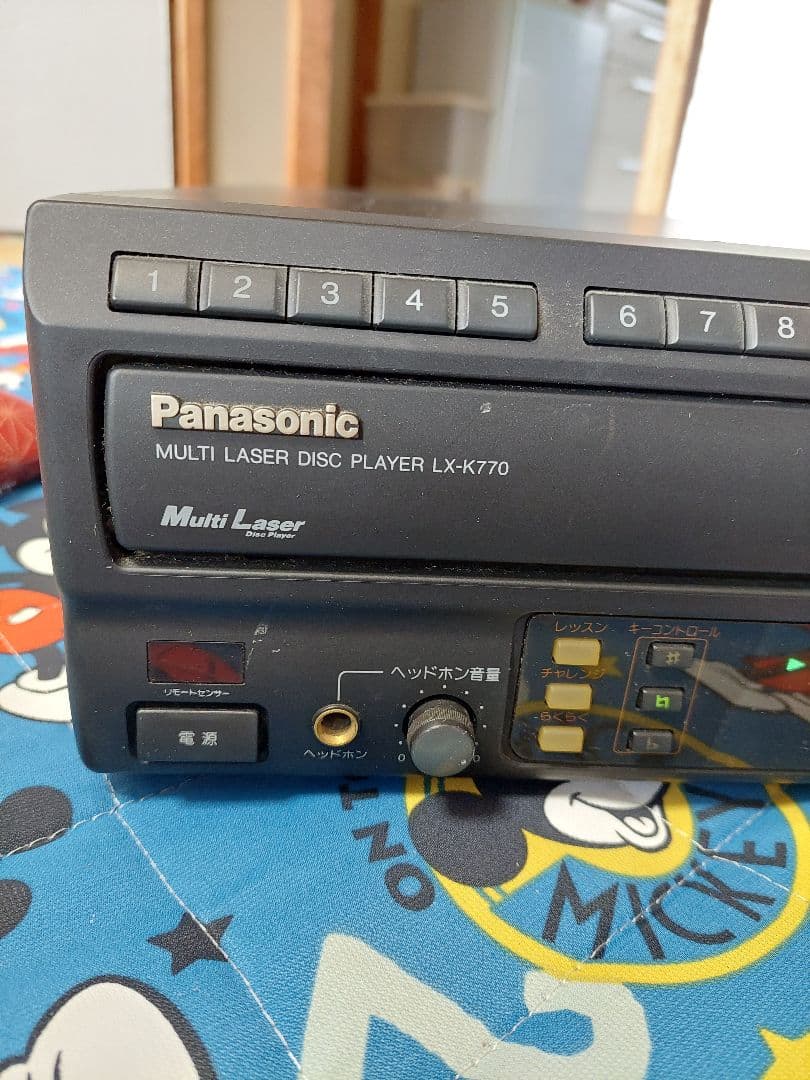 1 2 3 4 5 6 7 8
Panasonic
MULTI LASER DISC PLAYER LX-K770
Multi Laser
Disc Player
レッスン キーコントロール
チャレンジ
らくらく
♯
♮
♭
リモートセンサー
ヘッドホン音量
電源
ヘッドホン
0
MICKEY